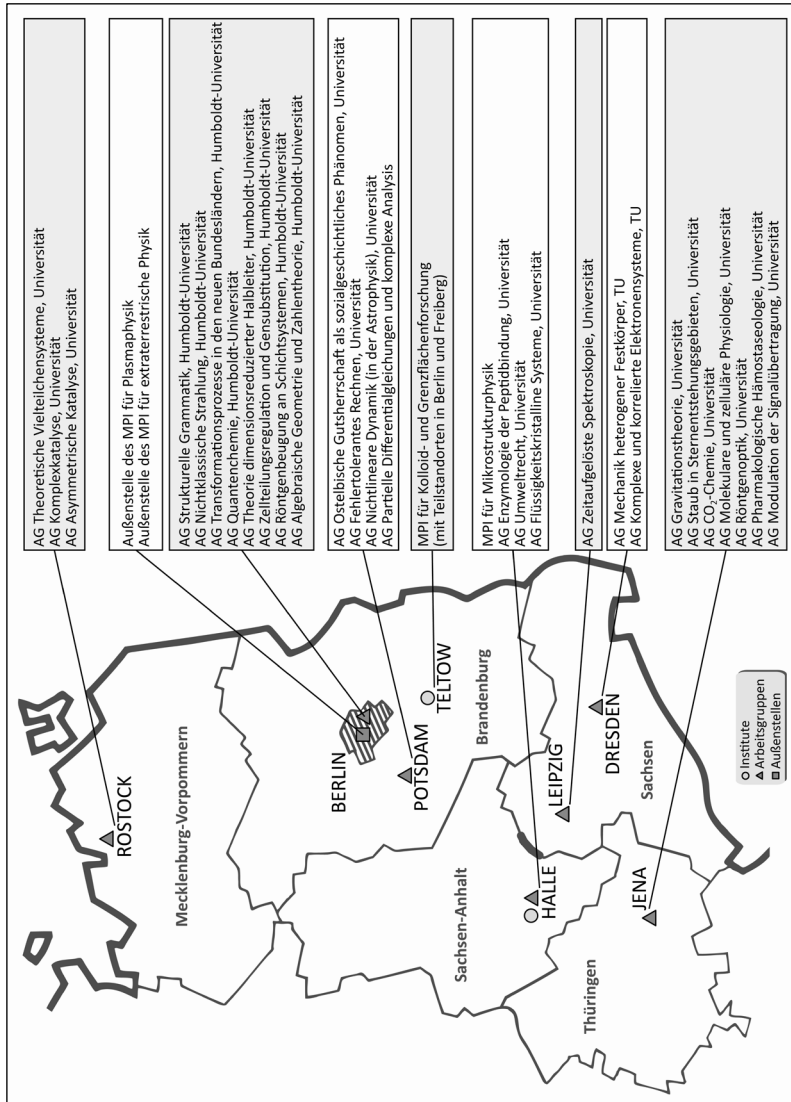 AG Theoretische Vielteilchensysteme, Universität
AG Komplexkatalyse, Universität
AG Asymmetrische Katalyse, Universität
Außenstelle des MPI für Plasmaphysik
Außenstelle des MPI für extraterrestrische Physik
AG Strukturelle Grammatik, Humboldt-Universität
AG Nichtklassische Strahlung, Humboldt-Universität
AG Transformationsprozesse in den neuen Bundesländern, Humboldt-Universität
AG Quantenchemie, Humboldt-Universität
AG Theorie dimensionsreduzierter Halbleiter, Humboldt-Universität
AG Zellteilungsregulation und Gensubstitution, Humboldt-Universität
AG Röntgenbeugung an Schichtsystemen, Humboldt-Universität
AG Algebraische Geometrie und Zahlentheorie, Humboldt-Universität
AG Ostelbische Gutsherrschaft als sozialgeschichtliches Phänomen, Universität
AG Fehlertolerantes Rechnen, Universität
AG Nichtlineare Dynamik (in der Astrophysik), Universität
AG Partielle Differentialgleichungen und komplexe Analysis
MPI für Kolloid- und Grenzflächenforschung
(mit Teilstandorten in Berlin und Freiberg)
MPI für Mikrostrukturphysik
AG Enzymologie der Peptidbindung, Universität
AG Umweltrecht, Universität
AG Flüssigkeitskristalline Systeme, Universität
AG Zeitaufgelöste Spektroskopie, Universität
AG Mechanik heterogener Festkörper, TU
AG Komplexe und korrelierte Elektronensysteme, TU
AG Gravitationstheorie, Universität
AG Staub in Sternentstehungsgebieten, Universität
AG CO₂-Chemie, Universität
AG Molekulare und zelluläre Physiologie, Universität
AG Röntgenoptik, Universität
AG Pharmakologische Hämostaseologie, Universität
AG Modulation der Signalübertragung, Universität
ROSTOCK
Mecklenburg-Vorpommern
BERLIN
POTSDAM
TELTOW
Brandenburg
Sachsen-Anhalt
HALLE
LEIPZIG
DRESDEN
Sachsen
JENA
Thüringen
Institute
Arbeitsgruppen
Außenstellen